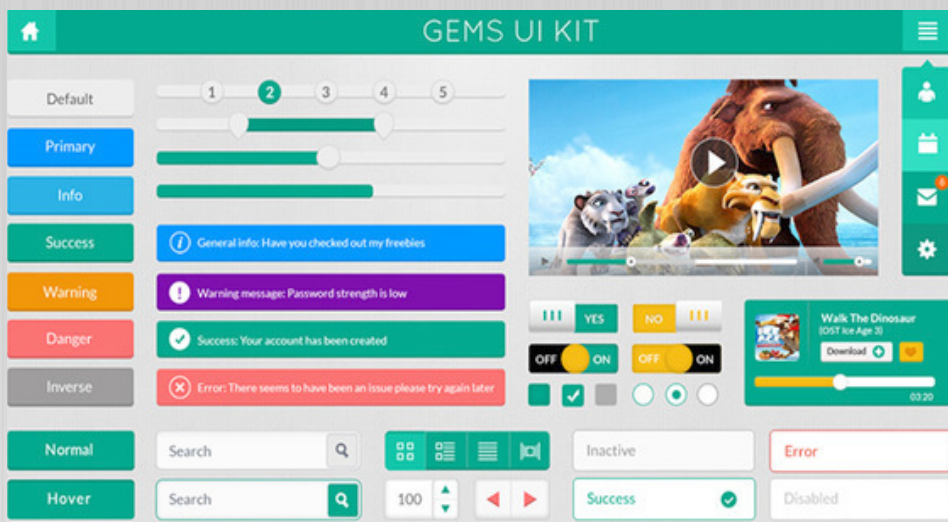 GEMS UI KIT
Default
Primary
Info
Success
Warning
Danger
Inverse
Normal
Hover
1 2 3 4 5
General info: Have you checked out my freebies
Warning message: Password strength is low
Success: Your account has been created
Error: There seems to have been an issue please try again later
YES
NO
OFF ON
OFF ON
Walk The Dinosaur
(OST Ice Age 3)
Download
03:20
Search
Search
100
Inactive
Success
Error
Disabled